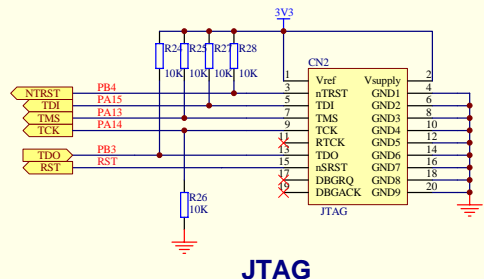 3V3
R24 R25 R27 R28
10K 10K 10K 10K
CN2
NTRST PB4
TDI PA15
TMS PA13
TCK PA14
TDO PB3
RST RST
1 Vref Vsupply 2
3 nTRST GND1 4
5 TDI GND2 6
7 TMS GND3 8
9 TCK GND4 10
11 RTCK GND5 12
13 TDO GND6 14
15 nSRST GND7 16
17 DBGRQ GND8 18
19 DBGACK GND9 20
R26
10K
JTAG
JTAG